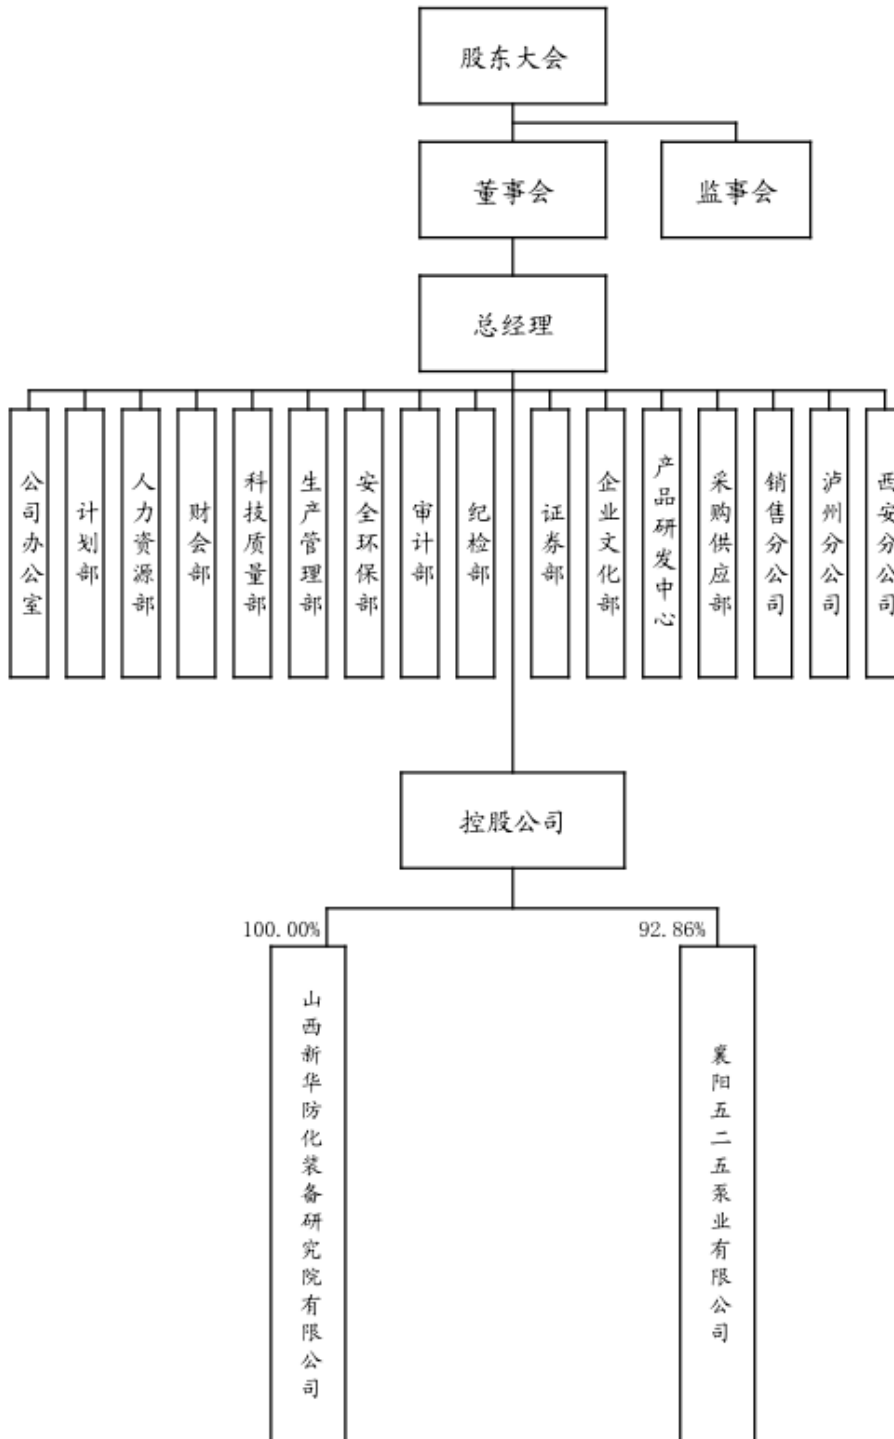 股东大会
董事会
监事会
总经理
公司办公室
计划部
人力资源部
财会部
科技质量部
生产管理部
安全环保部
审计部
纪检部
证券部
企业文化部
产品研发中心
采购供应部
销售分公司
泸州分公司
西安分公司
控股公司
100.00%
92.86%
山西新华防化装备研究院有限公司
襄阳五二五泵业有限公司